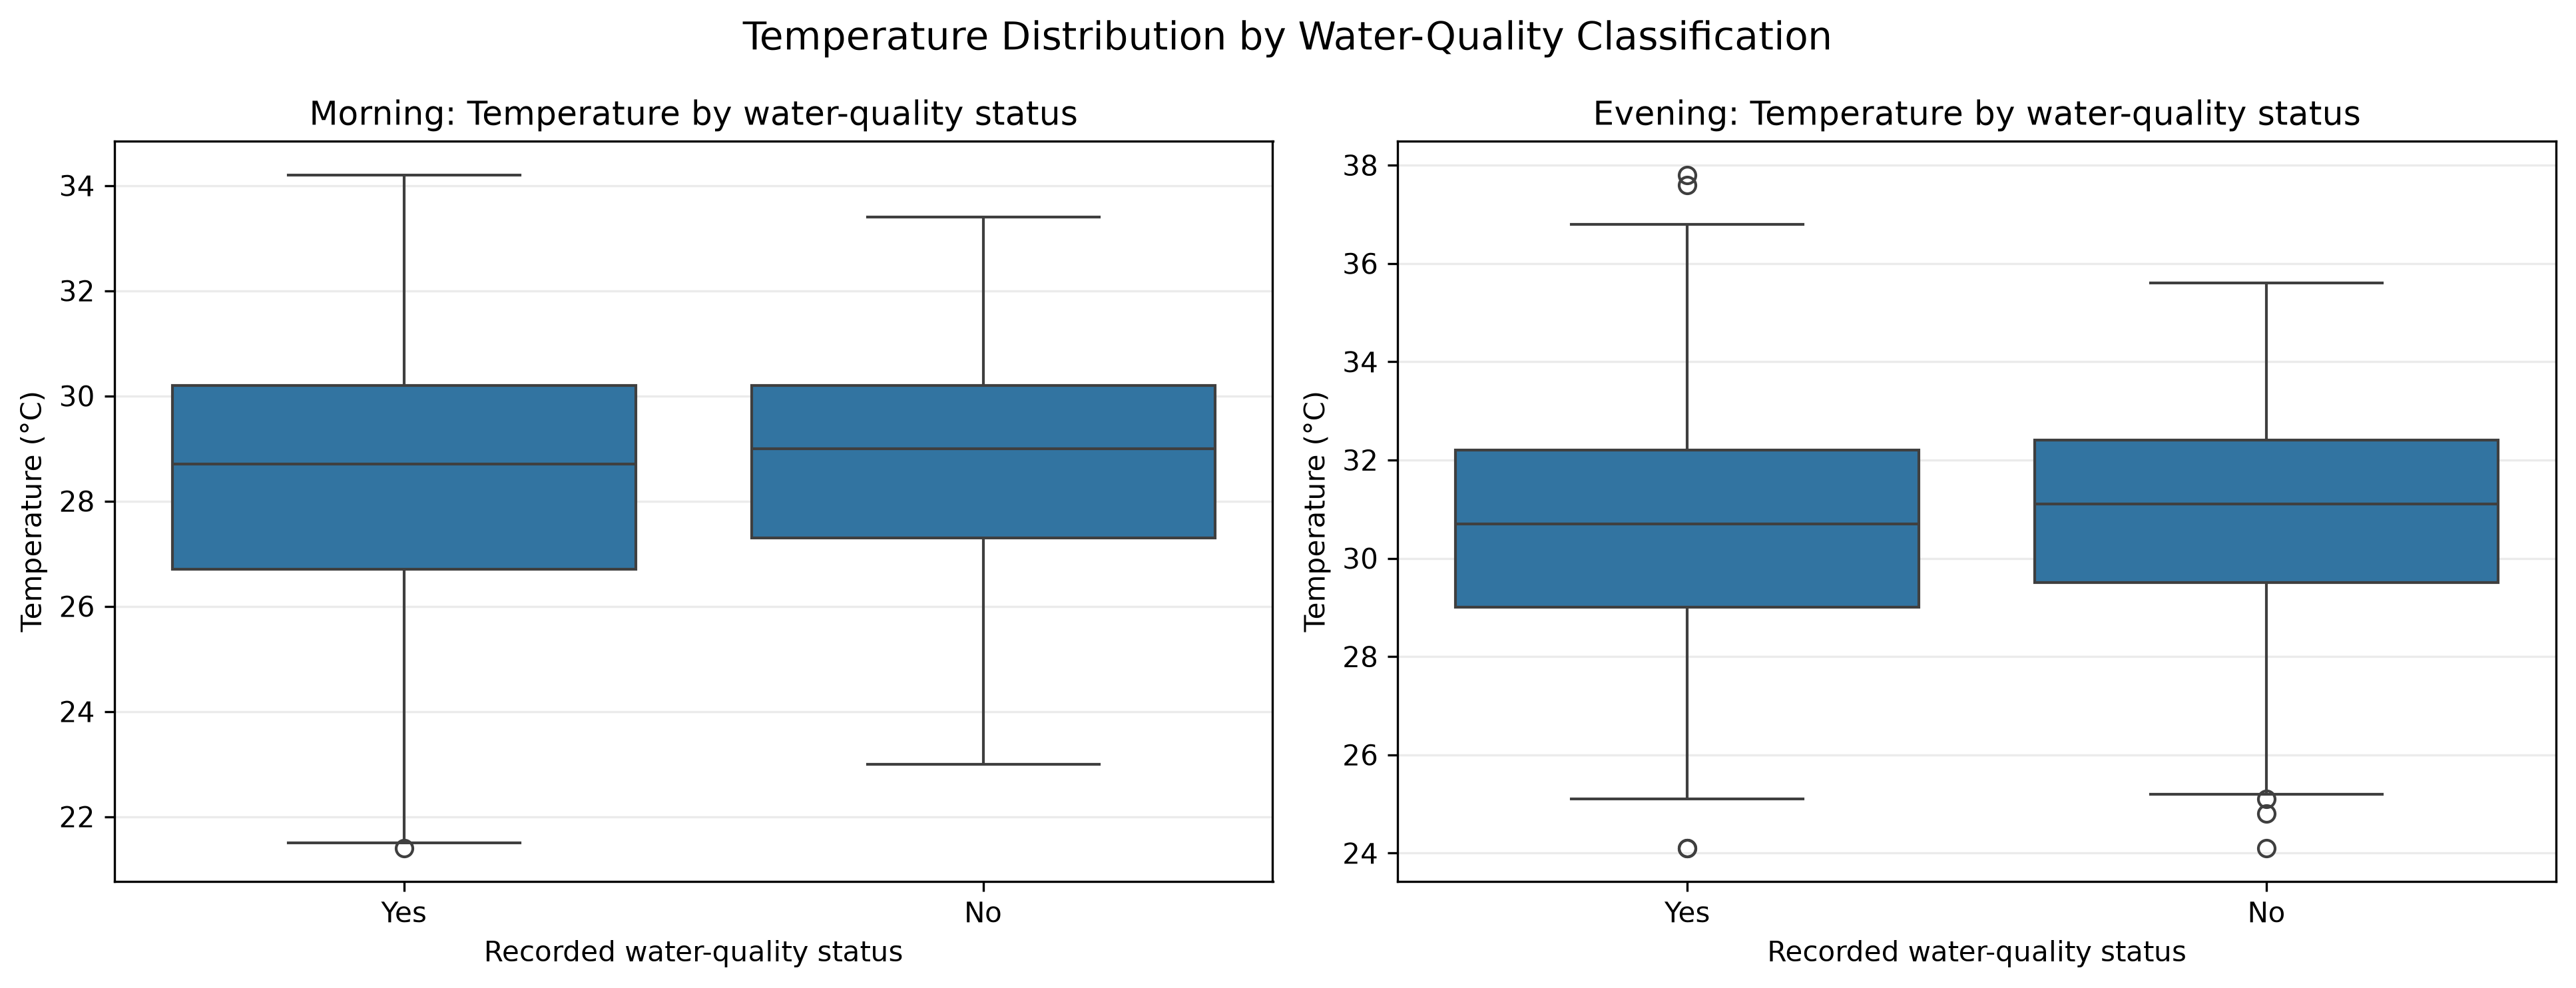 Temperature Distribution by Water-Quality Classification
Morning: Temperature by water-quality status
Temperature (°C)
34
32
30
28
26
24
22
Yes
No
Recorded water-quality status
Evening: Temperature by water-quality status
Temperature (°C)
38
36
34
32
30
28
26
24
Yes
No
Recorded water-quality status